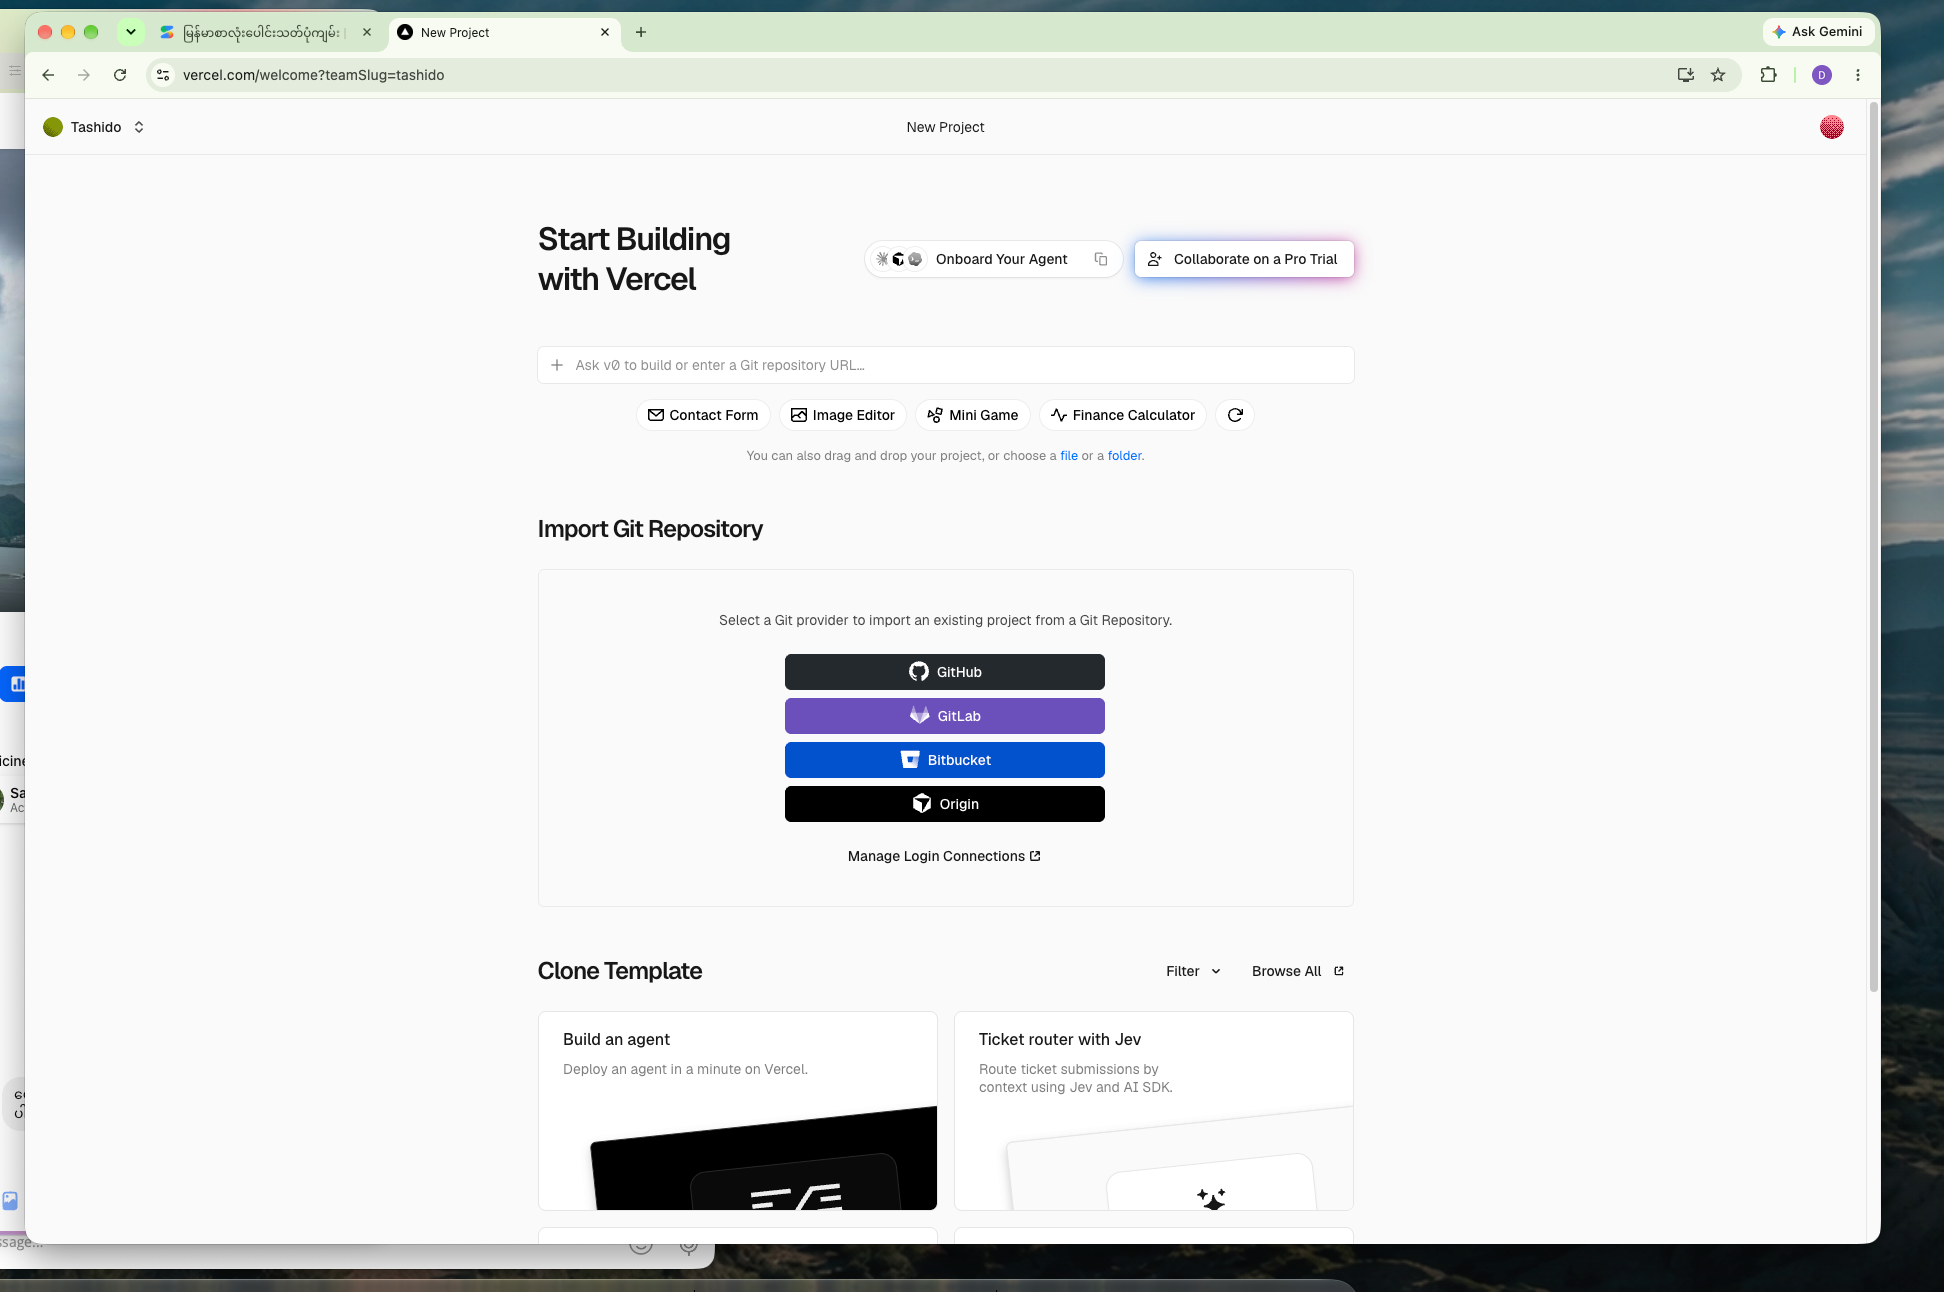 မြန်မာစာလုံးပေါင်းသတ်ပုံကျမ်း
New Project
Ask Gemini
vercel.com/welcome?teamSlug=tashido
D
Tashido
New Project
Start Building
with Vercel
Onboard Your Agent
Collaborate on a Pro Trial
Ask v0 to build or enter a Git repository URL...
Contact Form
Image Editor
Mini Game
Finance Calculator
You can also drag and drop your project, or choose a file or a folder.
Import Git Repository
Select a Git provider to import an existing project from a Git Repository.
GitHub
GitLab
Bitbucket
Origin
Manage Login Connections
Clone Template
Filter
Browse All
Build an agent
Deploy an agent in a minute on Vercel.
Ticket router with Jev
Route ticket submissions by
context using Jev and AI SDK.